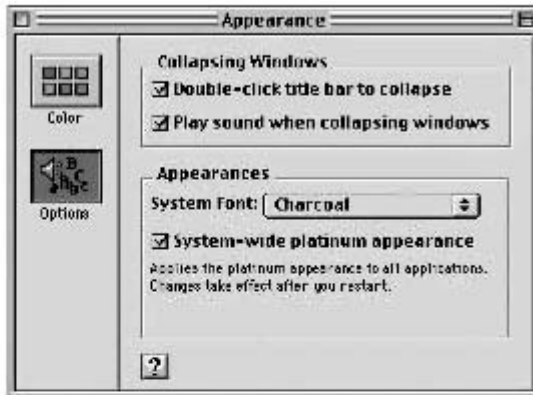 Appearance
Color
Options
Collapsing Windows
Double-click title bar to collapse
Play sound when collapsing windows
Appearances
System Font: Charcoal
System-wide platinum appearance
Applies the platinum appearance to all applications.
Changes take effect after you restart.
?